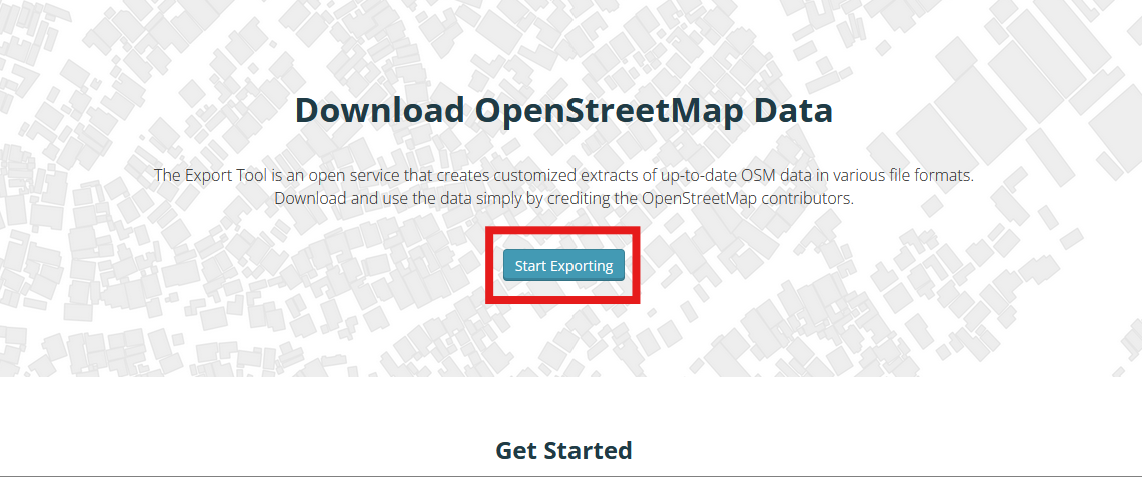 Download OpenStreetMap Data
The Export Tool is an open service that creates customized extracts of up-to-date OSM data in various file formats.
Download and use the data simply by crediting the OpenStreetMap contributors.
Start Exporting
Get Started